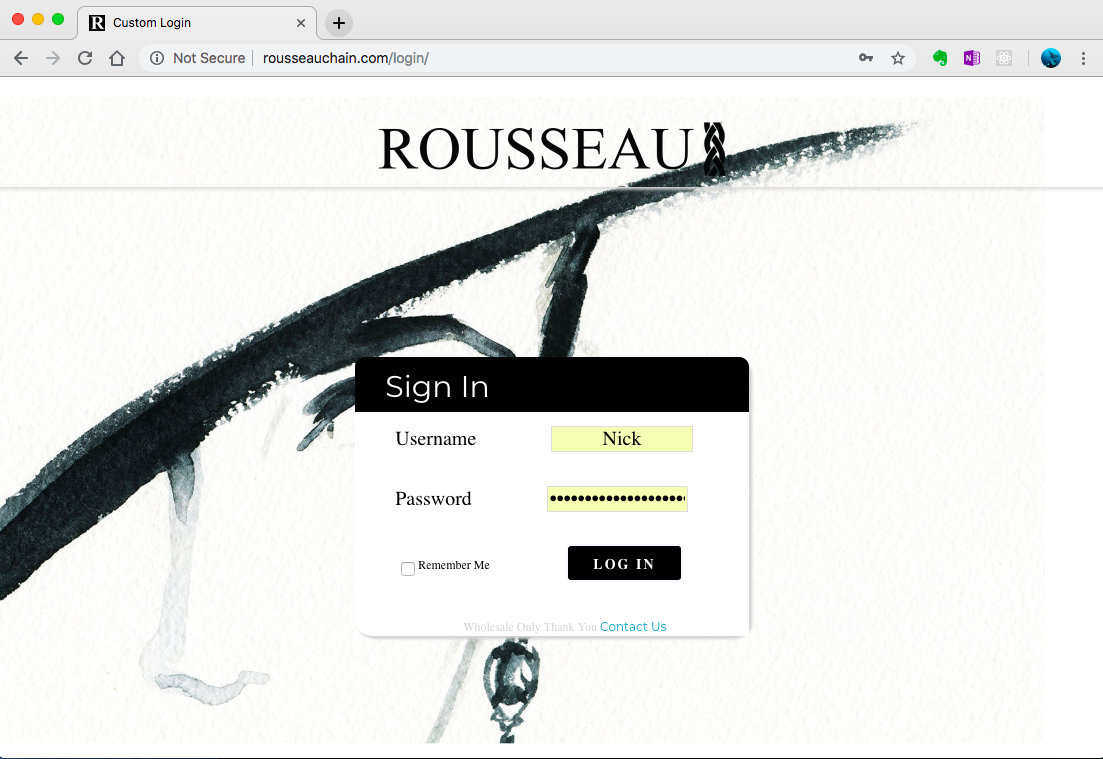 Custom Login
Not Secure rousseauchain.com/login/
ROUSSEAU
Sign In
Username Nick
Password ••••••••••••••••••••
Remember Me LOG IN
Wholesale Only Thank You Contact Us